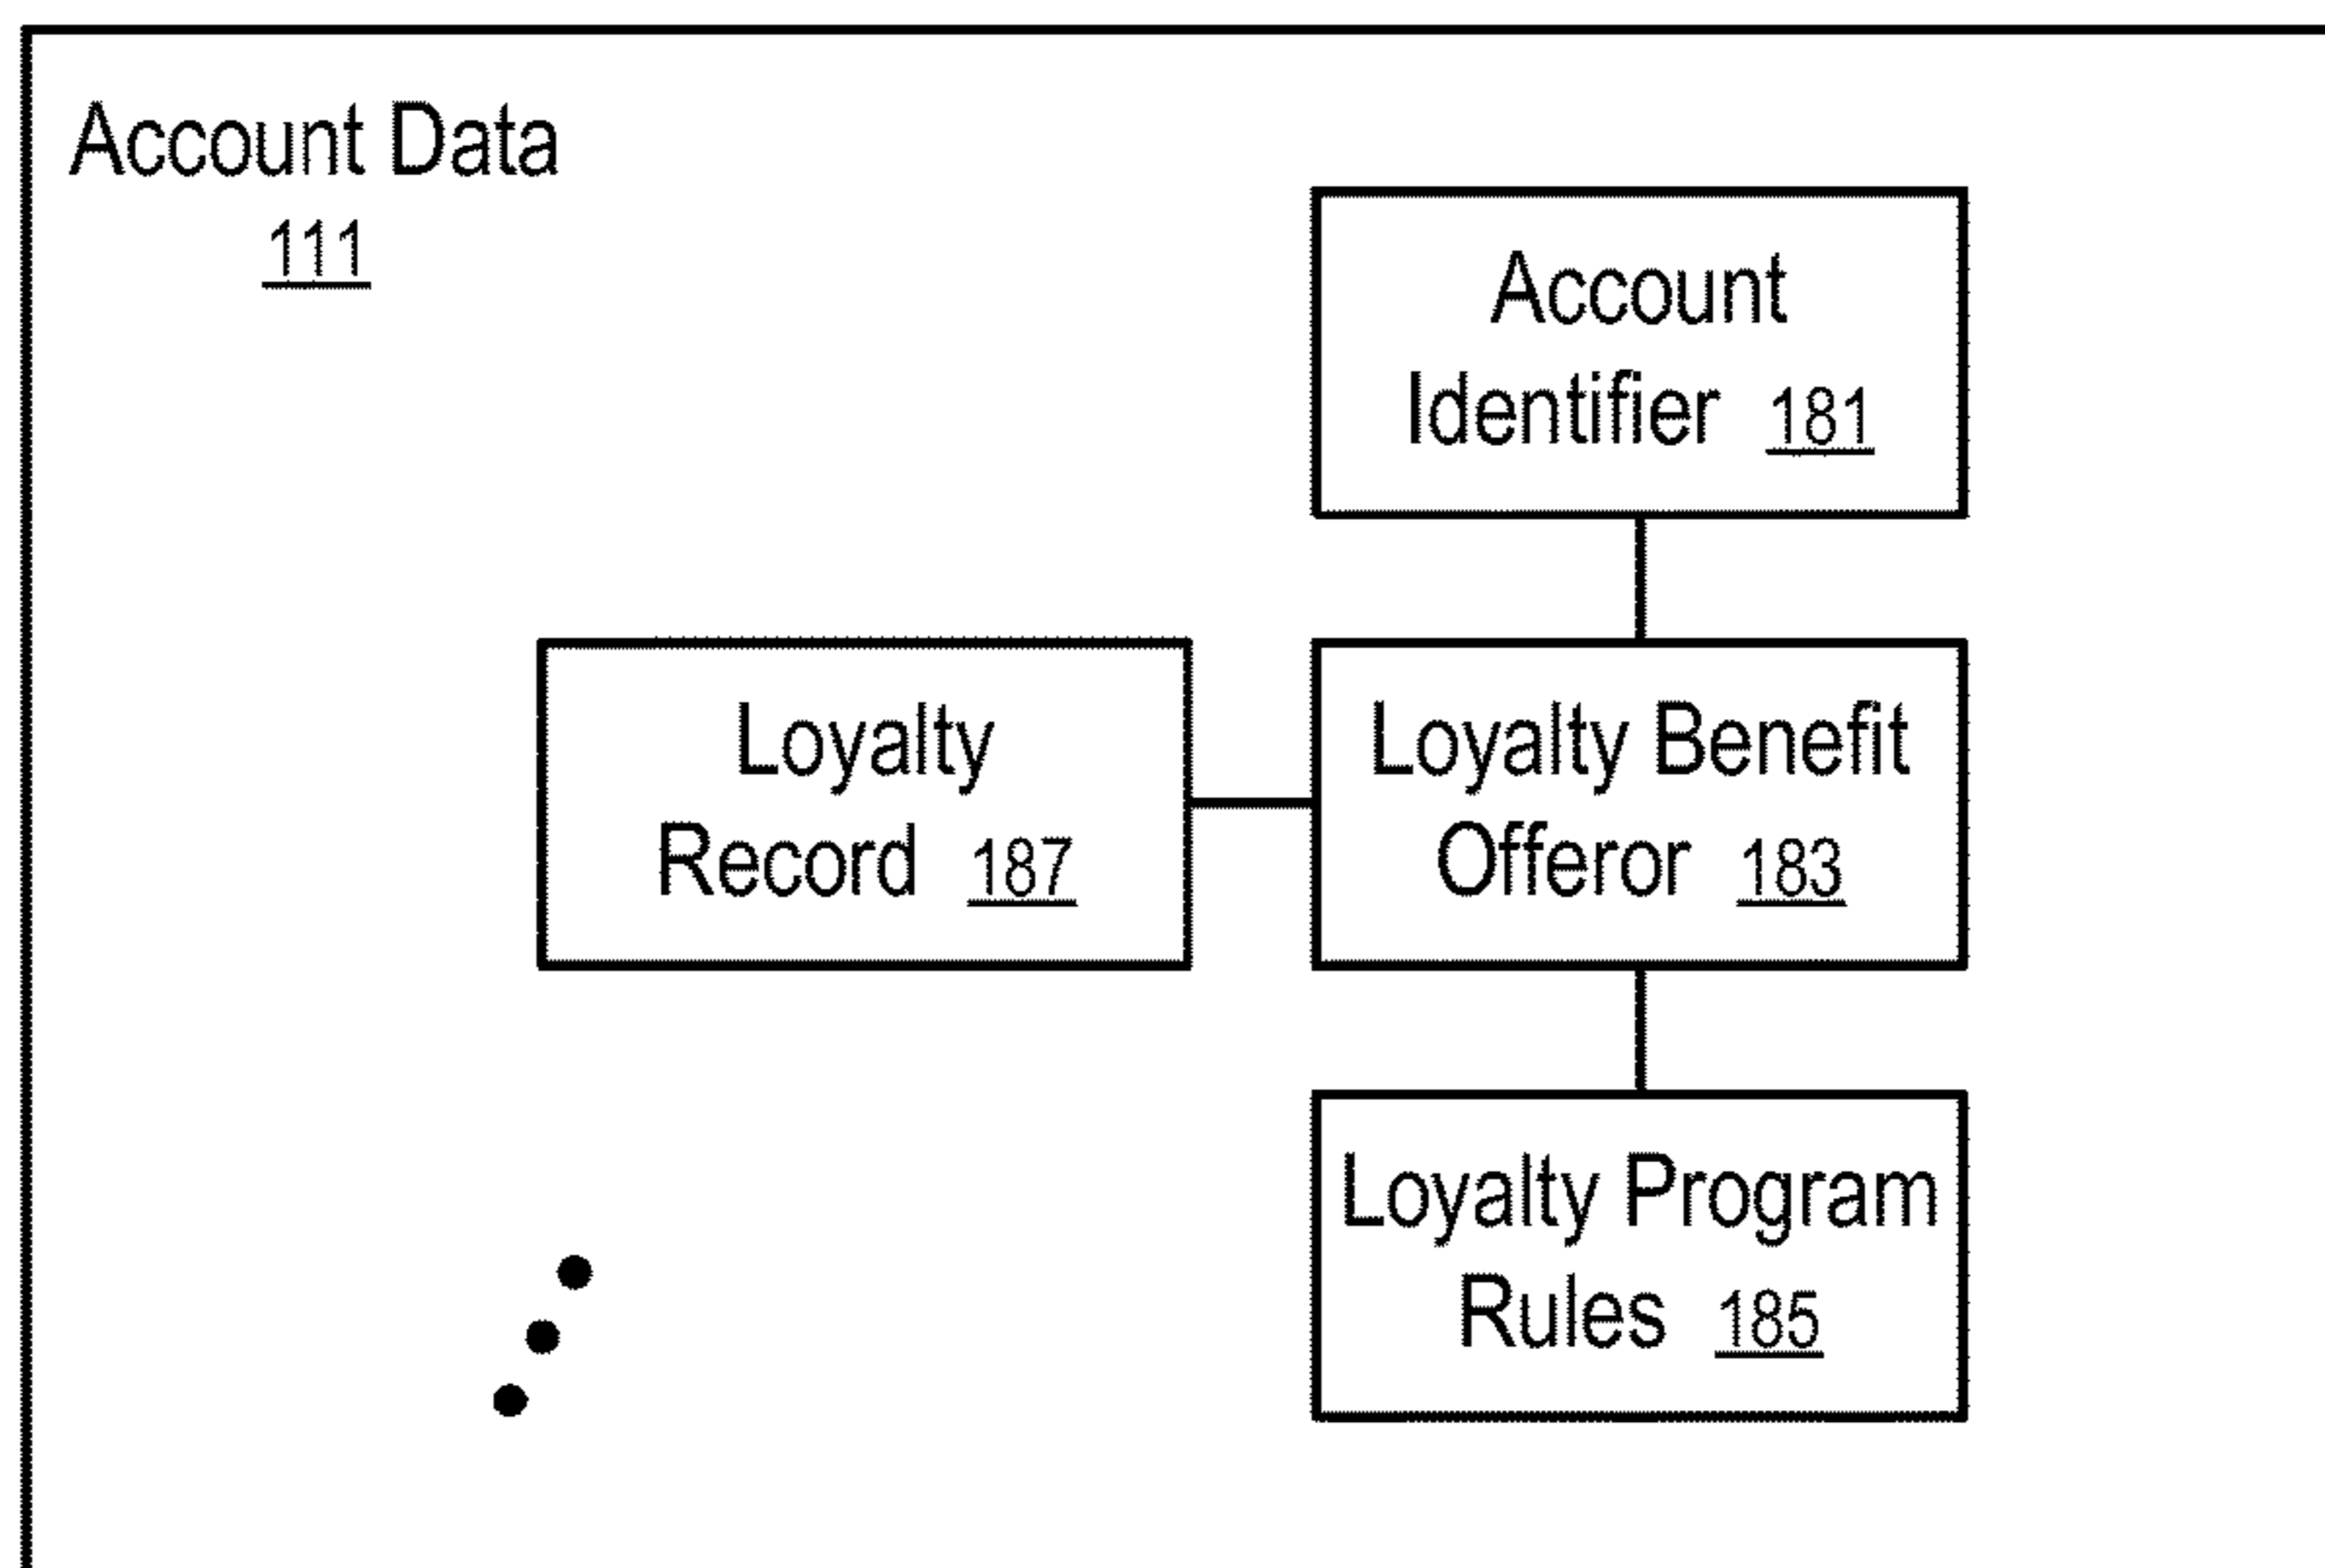 Account Data
111
Account
Identifier 181
Loyalty
Record 187
Loyalty Benefit
Offeror 183
Loyalty Program
Rules 185